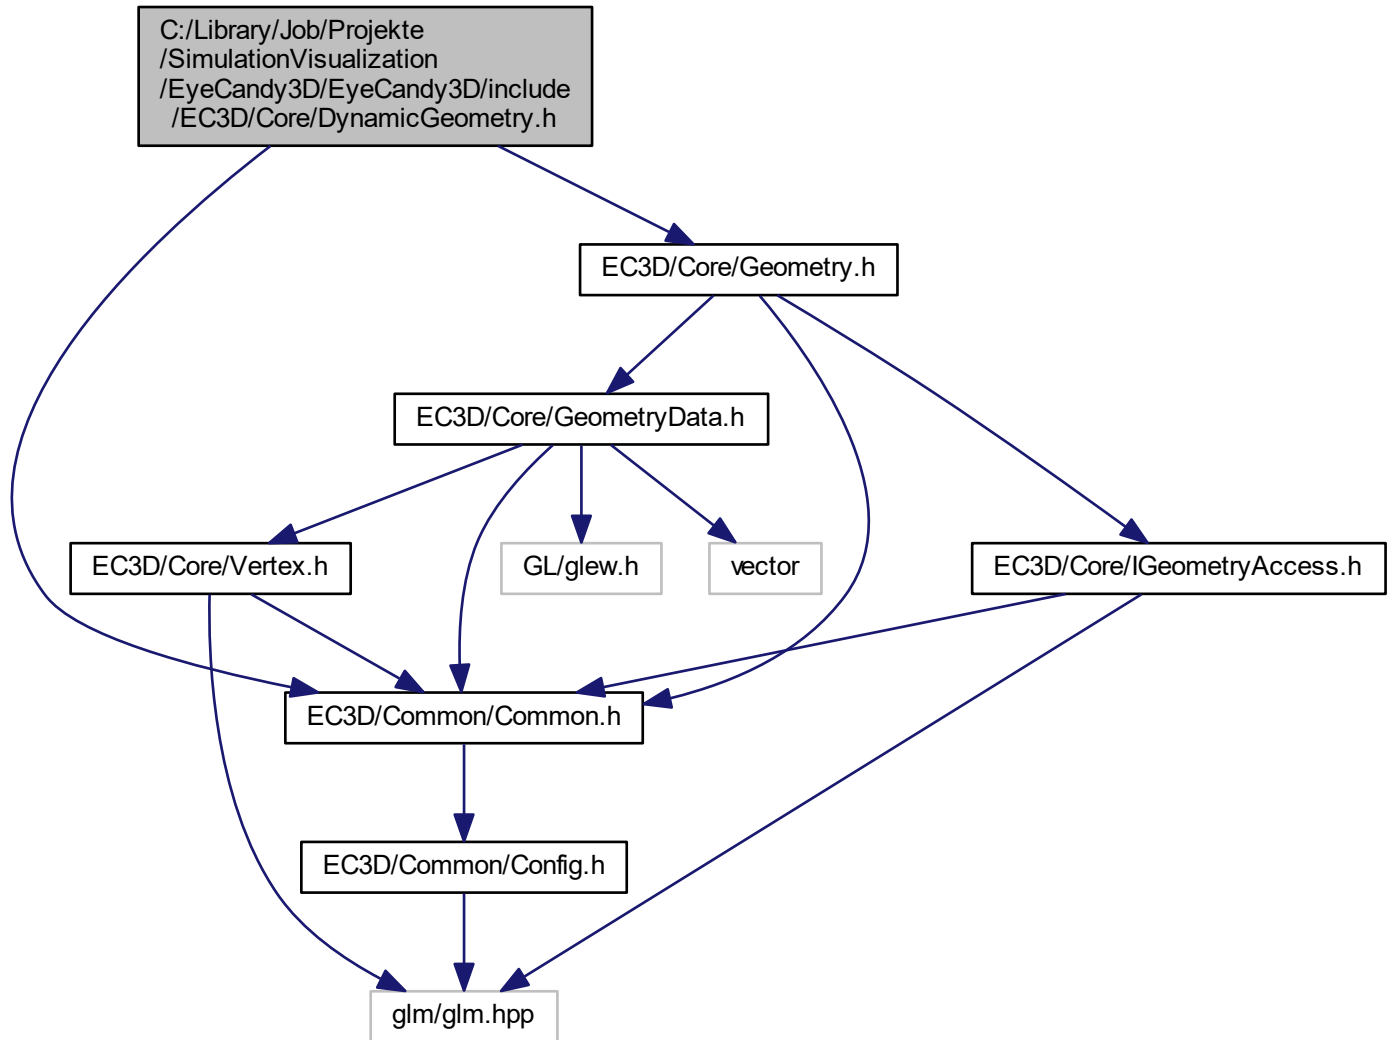 C:/Library/Job/Projekte
/SimulationVisualization
/EyeCandy3D/EyeCandy3D/include
/EC3D/Core/DynamicGeometry.h
EC3D/Core/Geometry.h
EC3D/Core/GeometryData.h
EC3D/Core/Vertex.h
GL/glew.h
vector
EC3D/Core/IGeometryAccess.h
EC3D/Common/Common.h
EC3D/Common/Config.h
glm/glm.hpp